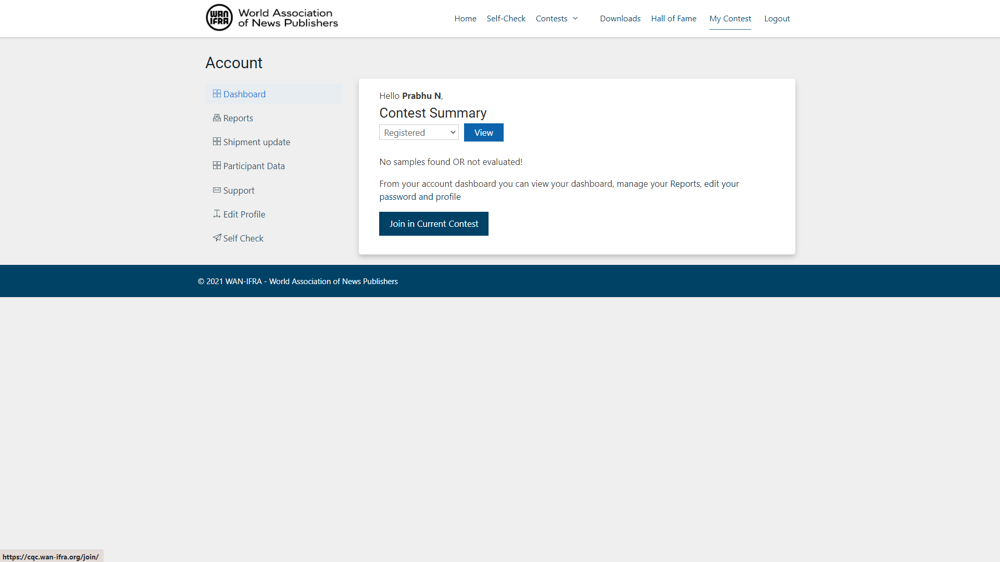 WAN
IFRA
World Association
of News Publishers
Home Self-Check Contests Downloads Hall of Fame My Contest Logout
Account
Dashboard
Reports
Shipment update
Participant Data
Support
Edit Profile
Self Check
Hello Prabhu N,
Contest Summary
Registered View
No samples found OR not evaluated!
From your account dashboard you can view your dashboard, manage your Reports, edit your
password and profile
Join in Current Contest
© 2021 WAN-IFRA - World Association of News Publishers
https://cqc.wan-ifra.org/join/